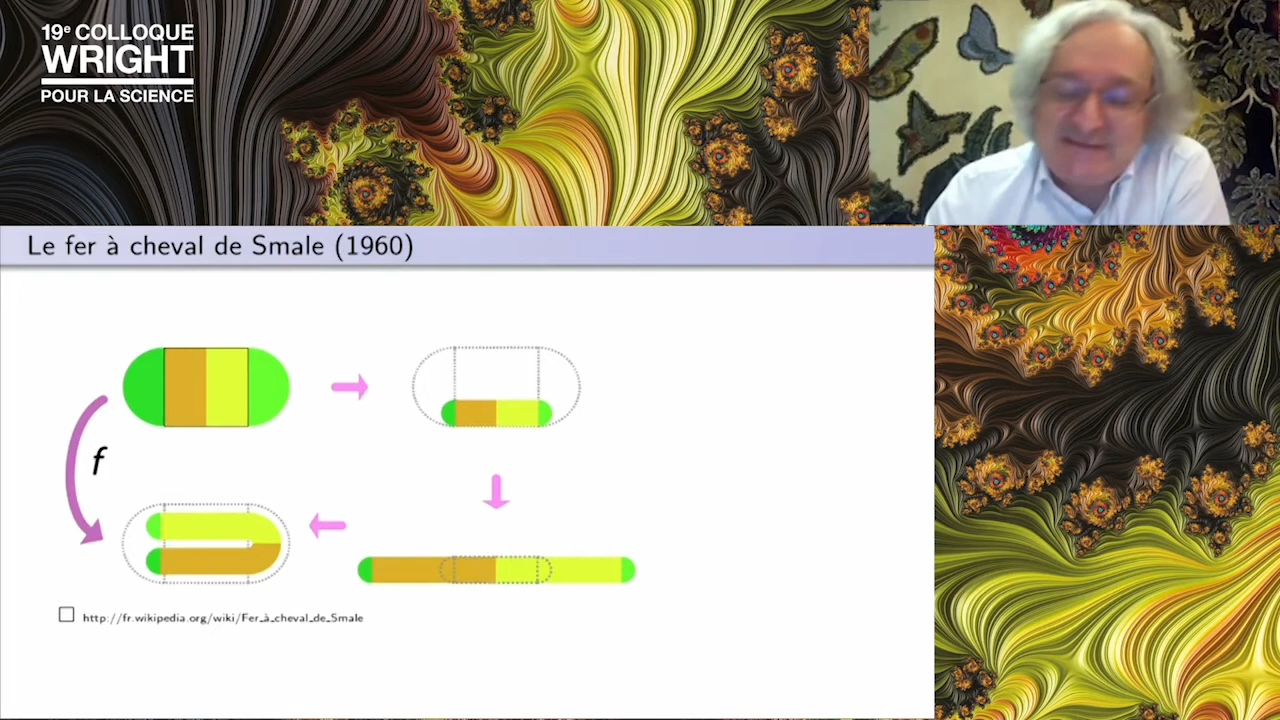 19e COLLOQUE
WRIGHT
POUR LA SCIENCE
Le fer à cheval de Smale (1960)
f
http://fr.wikipedia.org/wiki/Fer_à_cheval_de_Smale